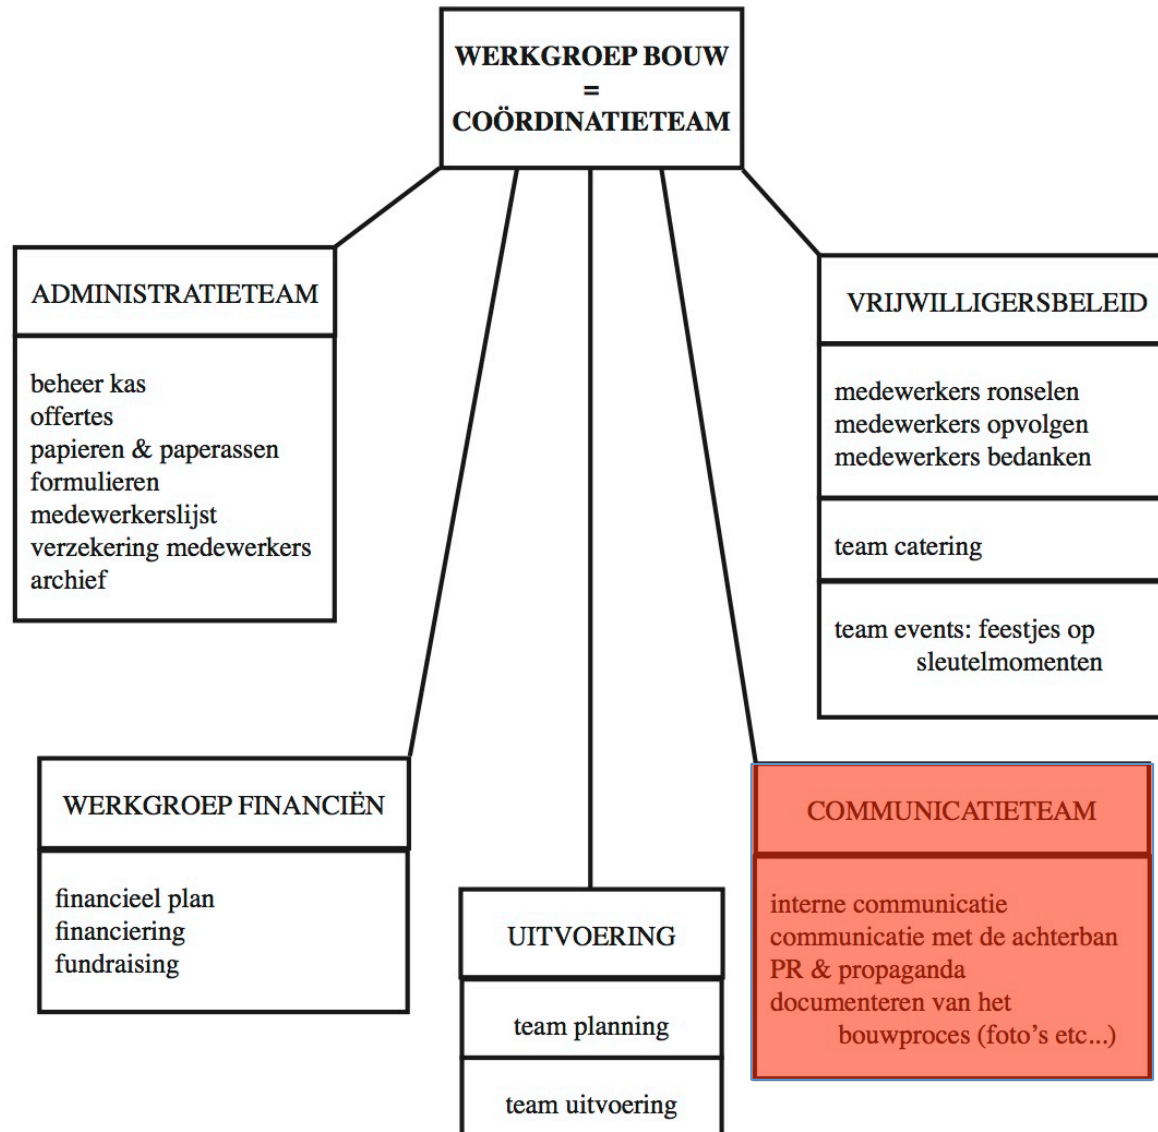 WERKGROEP BOUW
=
COÖRDINATIETEAM
ADMINISTRATIETEAM
beheer kas
offertes
papieren & paperassen
formulieren
medewerkerslijst
verzekering medewerkers
archief
VRIJWILLIGERSBELEID
medewerkers ronselen
medewerkers opvolgen
medewerkers bedanken
team catering
team events: feestjes op
sleutelmomenten
WERKGROEP FINANCIËN
financieel plan
financiering
fundraising
UITVOERING
team planning
team uitvoering
COMMUNICATIETEAM
interne communicatie
communicatie met de achterban
PR & propaganda
documenteren van het
bouwproces (foto's etc...)